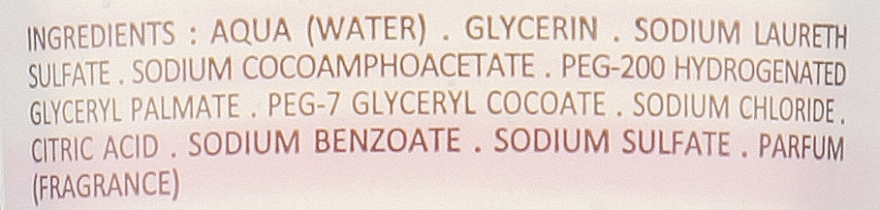 INGREDIENTS : AQUA (WATER) . GLYCERIN . SODIUM LAURETH
SULFATE . SODIUM COCOAMPHOACETATE . PEG-200 HYDROGENATED
GLYCERYL PALMATE . PEG-7 GLYCERYL COCOATE . SODIUM CHLORIDE .
CITRIC ACID . SODIUM BENZOATE . SODIUM SULFATE . PARFUM
(FRAGRANCE)